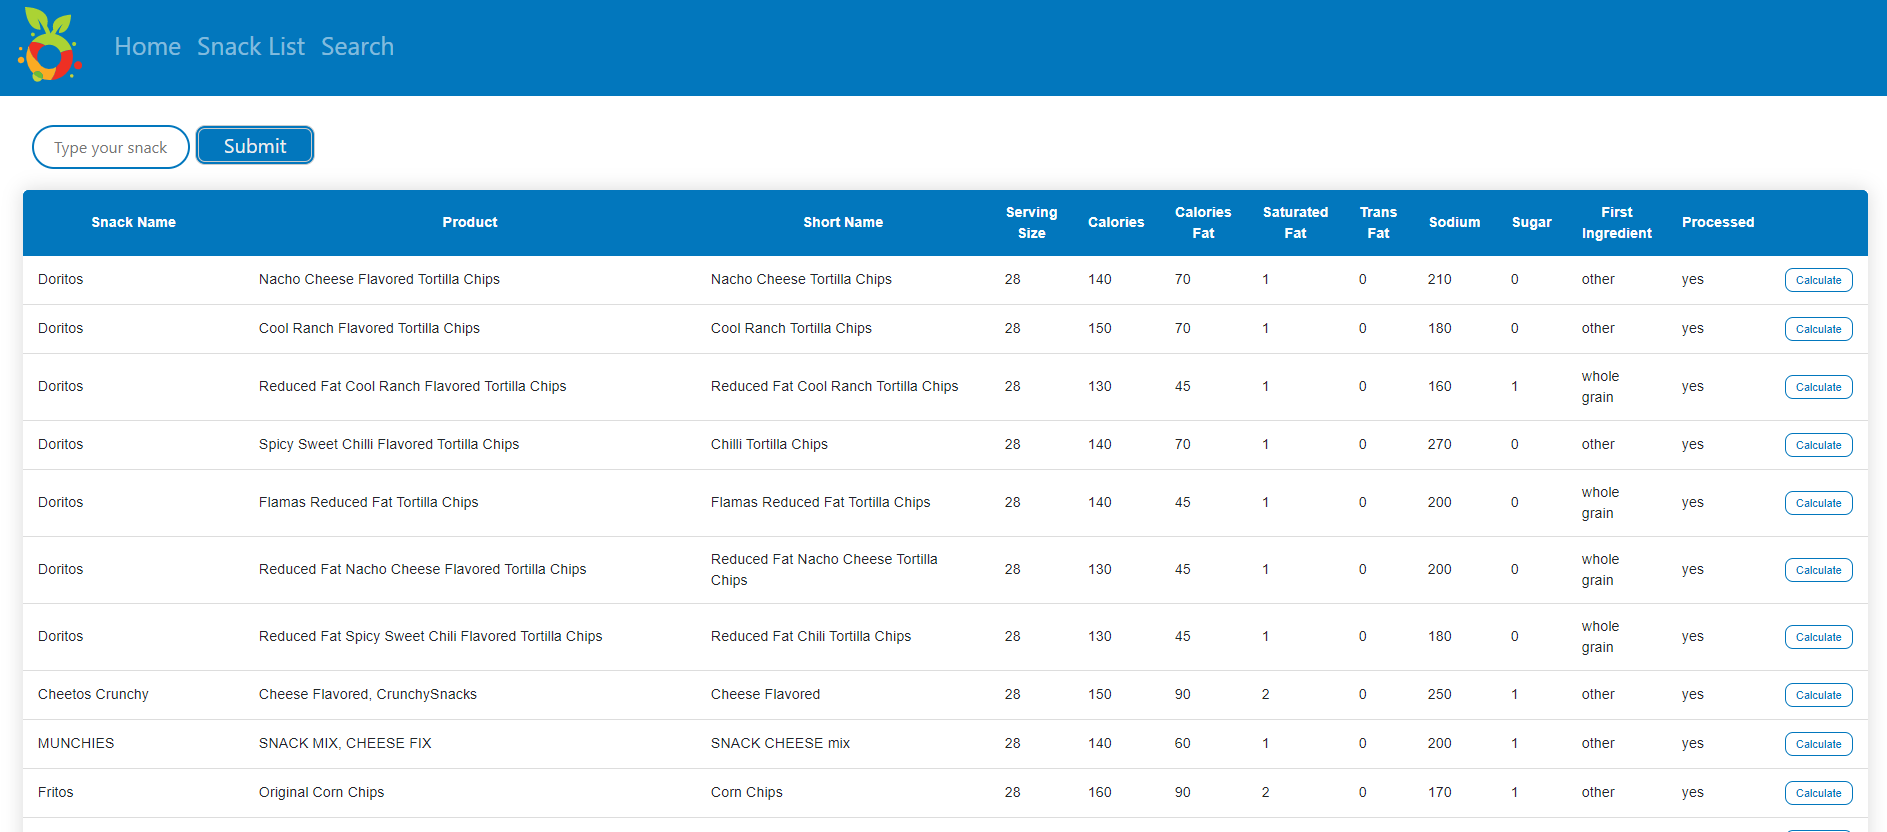 Home Snack List Search
Type your snack Submit
Snack Name Product Short Name Serving Size Calories Calories Fat Saturated Fat Trans Fat Sodium Sugar First Ingredient Processed
Doritos Nacho Cheese Flavored Tortilla Chips Nacho Cheese Tortilla Chips 28 140 70 1 0 210 0 other yes Calculate
Doritos Cool Ranch Flavored Tortilla Chips Cool Ranch Tortilla Chips 28 150 70 1 0 180 0 other yes Calculate
Doritos Reduced Fat Cool Ranch Flavored Tortilla Chips Reduced Fat Cool Ranch Tortilla Chips 28 130 45 1 0 160 1 whole grain yes Calculate
Doritos Spicy Sweet Chilli Flavored Tortilla Chips Chilli Tortilla Chips 28 140 70 1 0 270 0 other yes Calculate
Doritos Flamas Reduced Fat Tortilla Chips Flamas Reduced Fat Tortilla Chips 28 140 45 1 0 200 0 whole grain yes Calculate
Doritos Reduced Fat Nacho Cheese Flavored Tortilla Chips Reduced Fat Nacho Cheese Tortilla Chips 28 130 45 1 0 200 0 whole grain yes Calculate
Doritos Reduced Fat Spicy Sweet Chili Flavored Tortilla Chips Reduced Fat Chili Tortilla Chips 28 130 45 1 0 180 0 whole grain yes Calculate
Cheetos Crunchy Cheese Flavored, CrunchySnacks Cheese Flavored 28 150 90 2 0 250 1 other yes Calculate
MUNCHIES SNACK MIX, CHEESE FIX SNACK CHEESE mix 28 140 60 1 0 200 1 other yes Calculate
Fritos Original Corn Chips Corn Chips 28 160 90 2 0 170 1 other yes Calculate